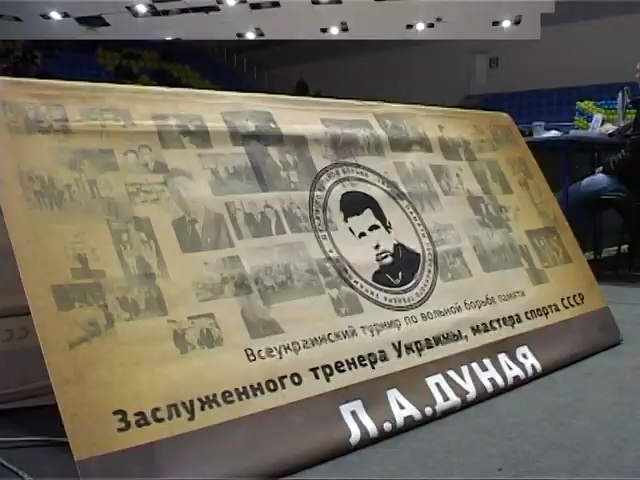 Всеукраинский турнир по вольной борьбе памяти
Заслуженного тренера Украины, мастера спорта СССР
Л.А.ДУНАЯ